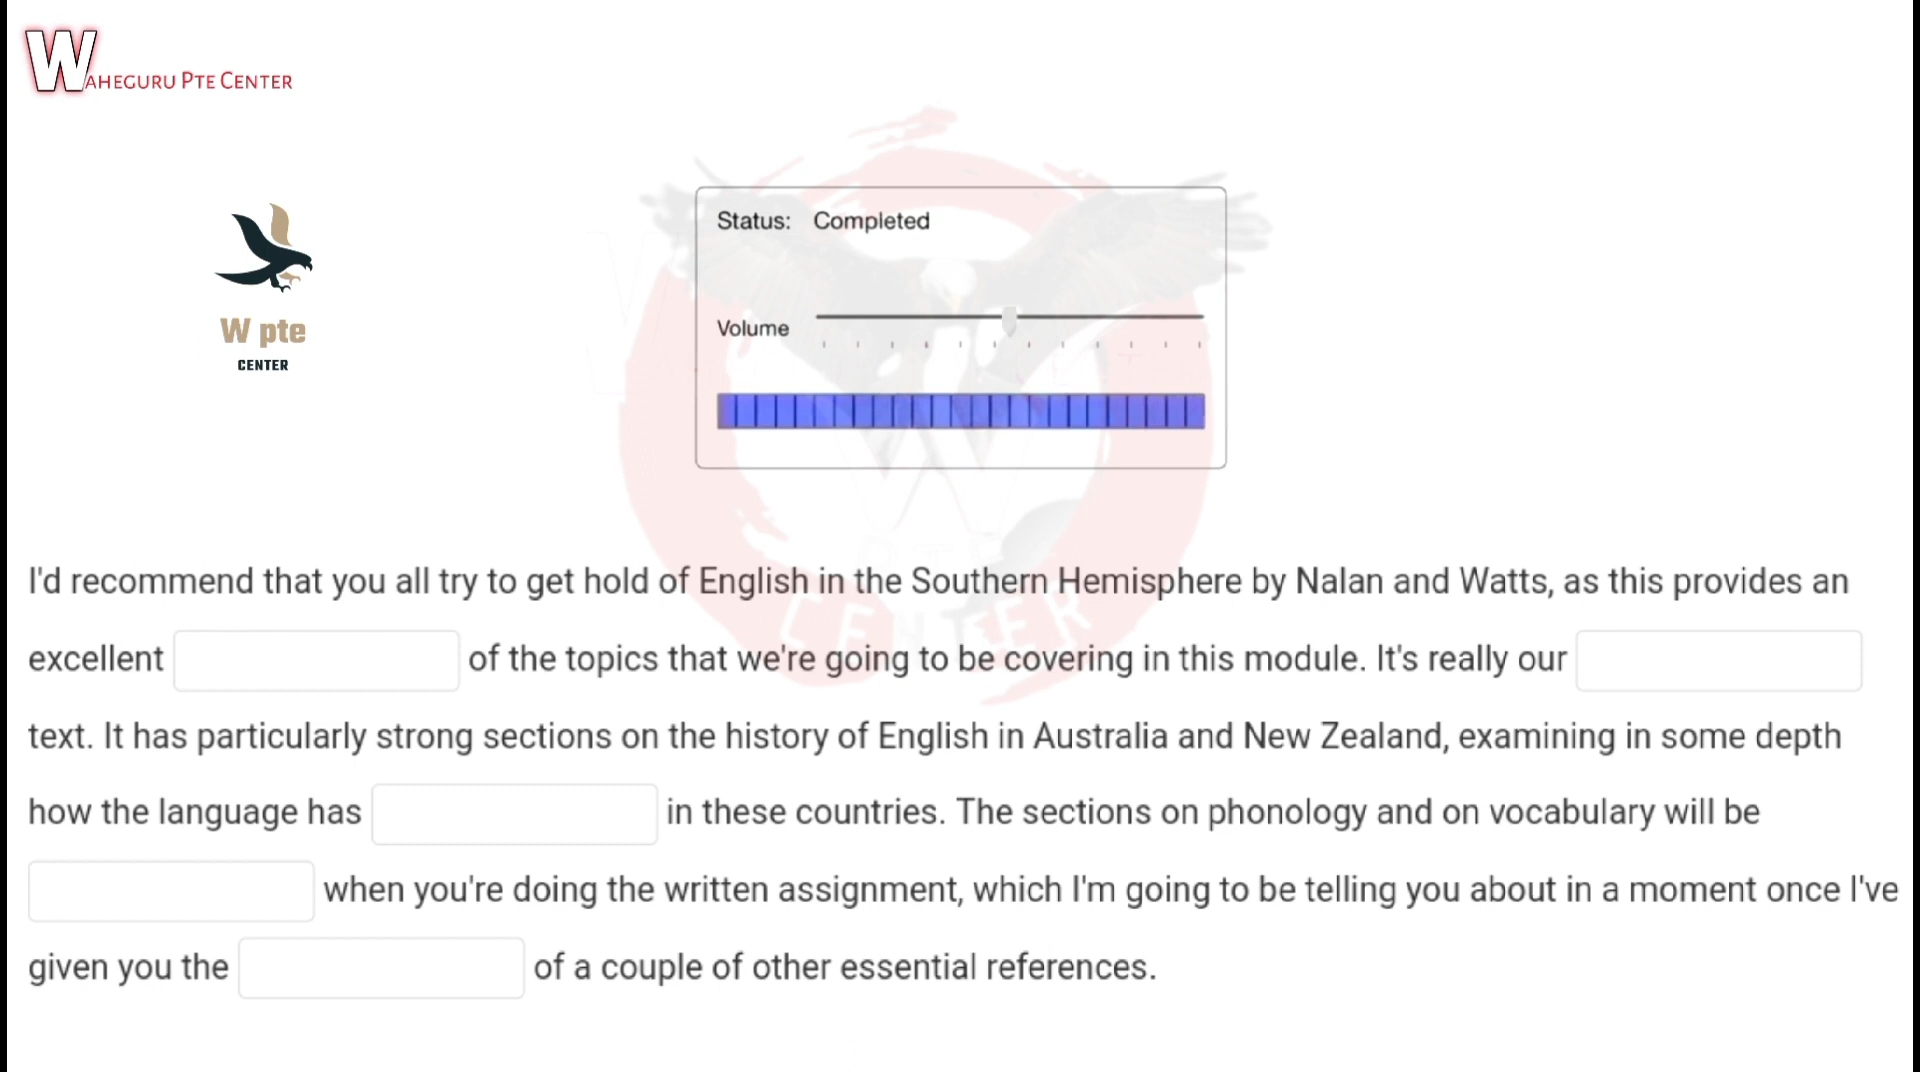 WAHEGURU PTE CENTER
W pte
CENTER
Status: Completed
Volume
I'd recommend that you all try to get hold of English in the Southern Hemisphere by Nalan and Watts, as this provides an
excellent of the topics that we're going to be covering in this module. It's really our
text. It has particularly strong sections on the history of English in Australia and New Zealand, examining in some depth
how the language has in these countries. The sections on phonology and on vocabulary will be
when you're doing the written assignment, which I'm going to be telling you about in a moment once I've
given you the of a couple of other essential references.
CENTER